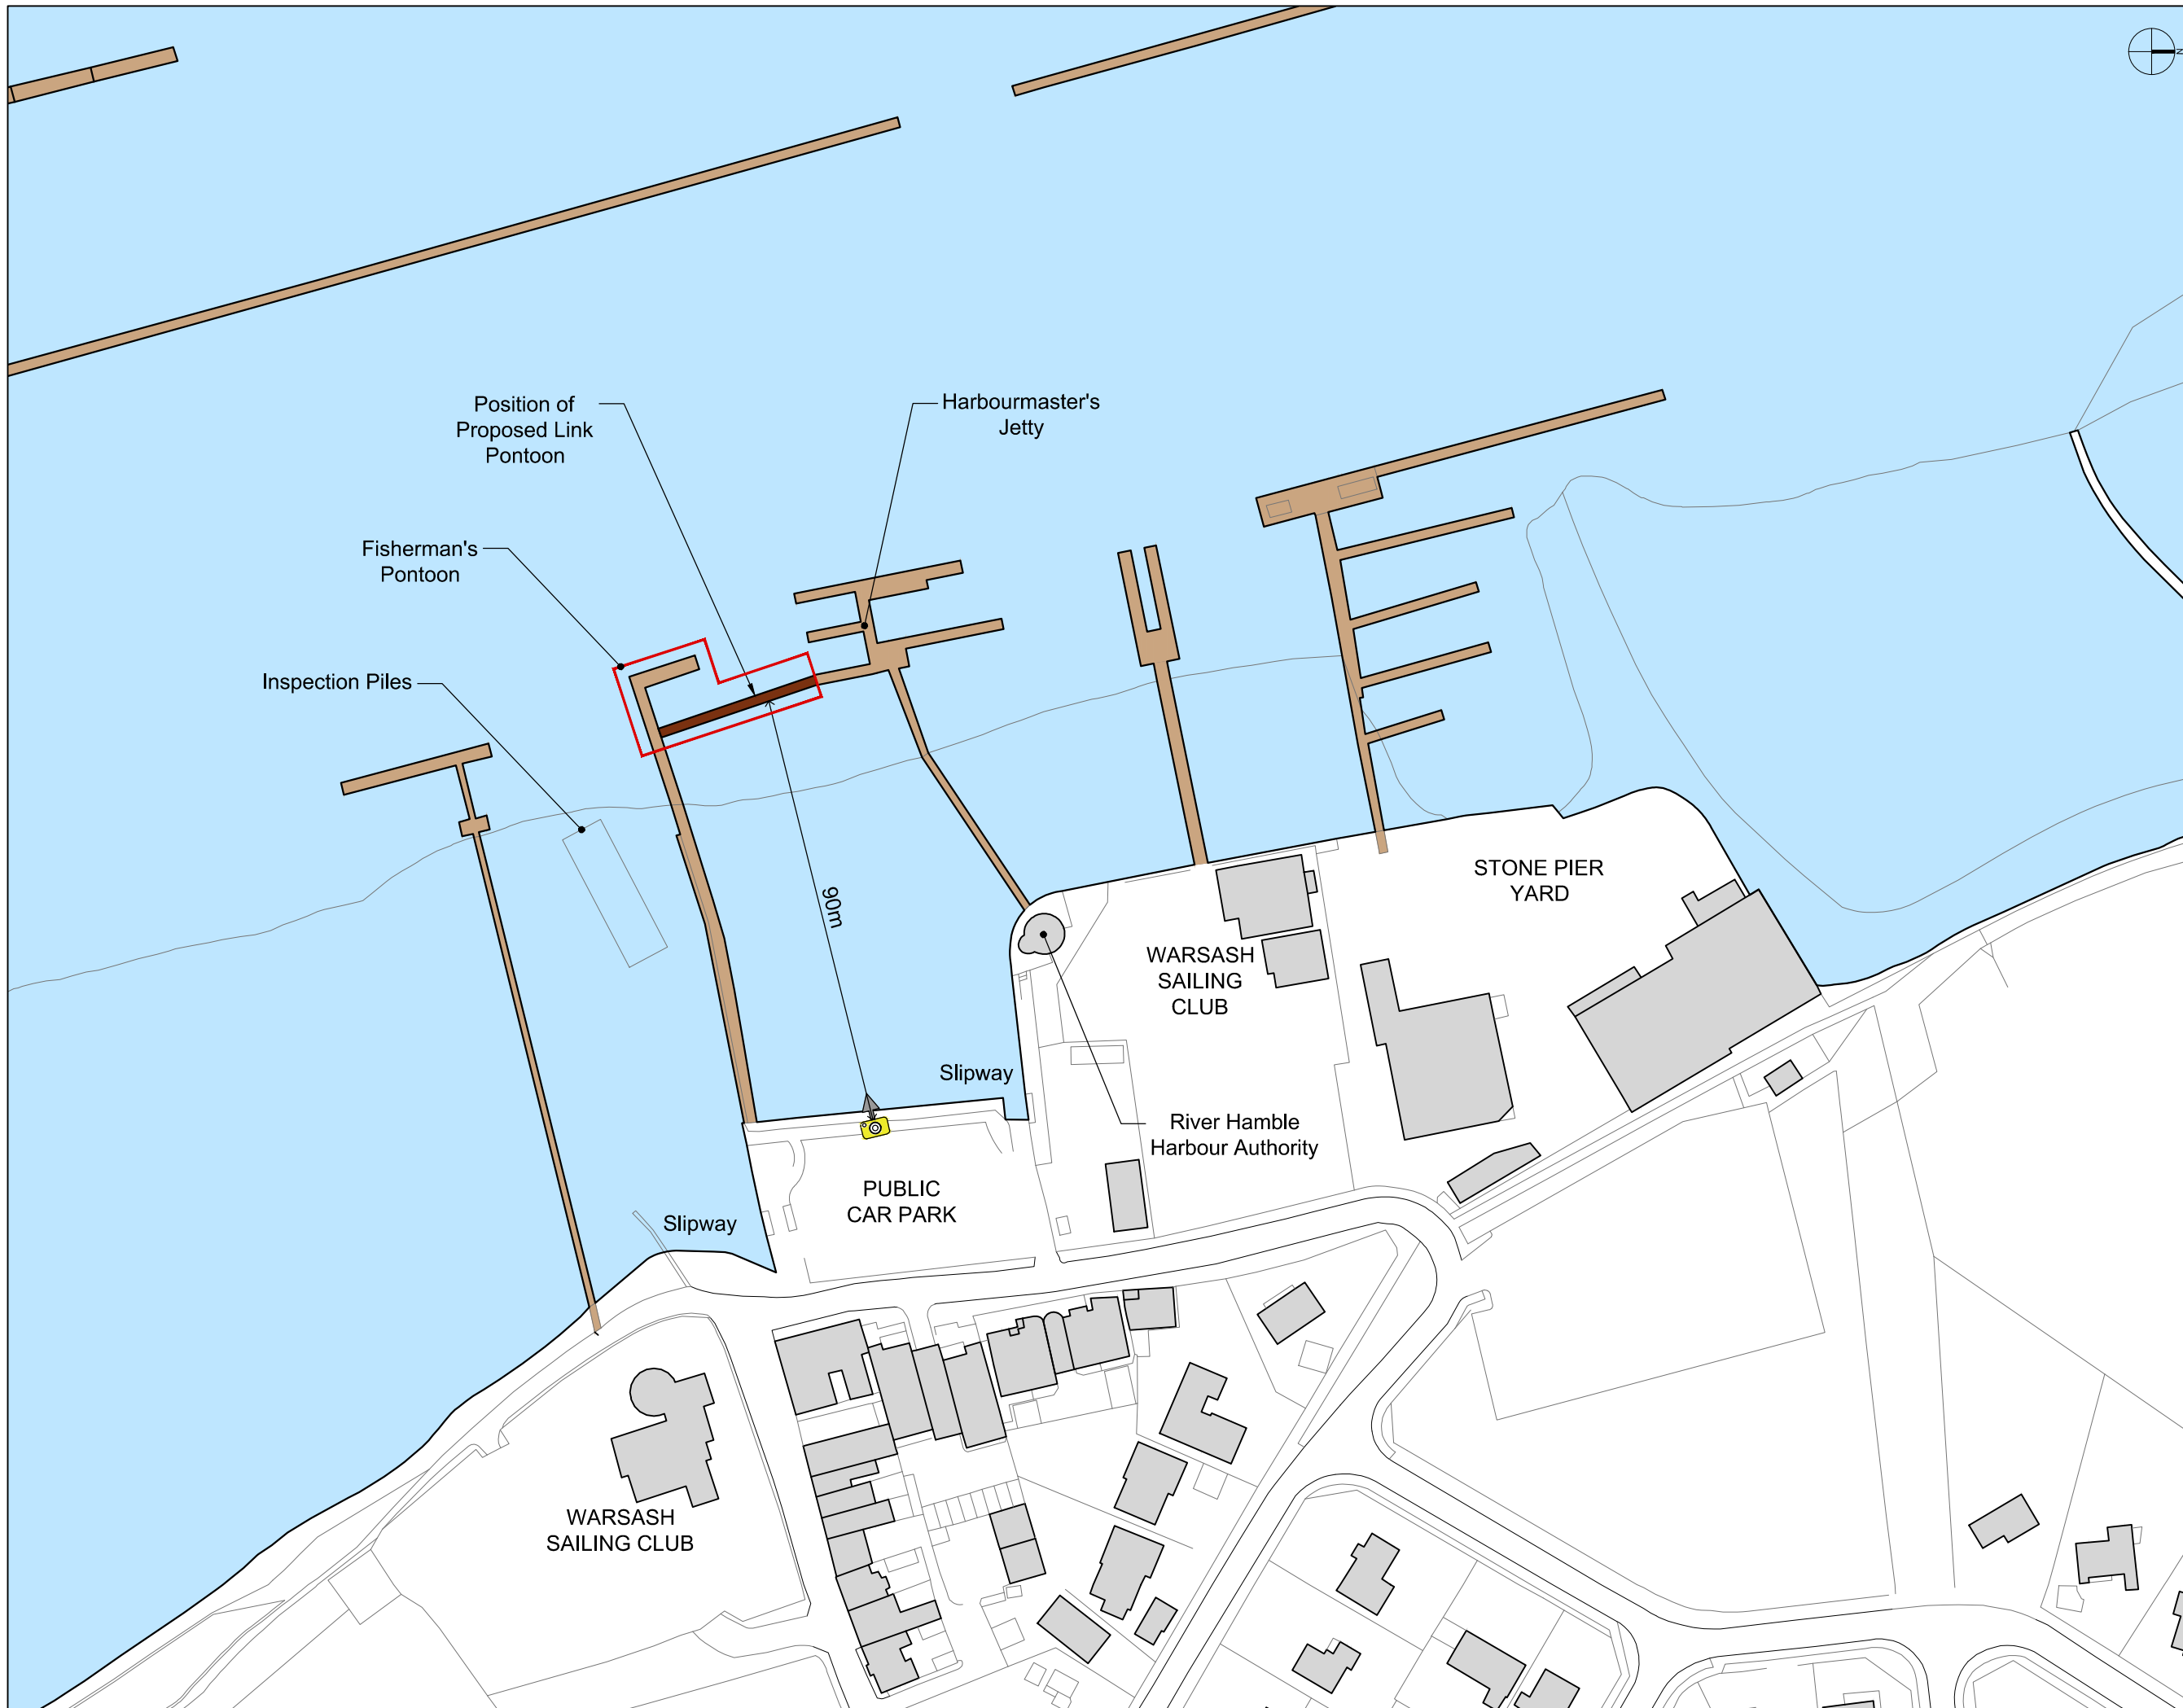 N
Position of
Proposed Link
Pontoon
Harbourmaster's
Jetty
Fisherman's
Pontoon
Inspection Piles
90m
STONE PIER
YARD
WARSASH
SAILING
CLUB
Slipway
River Hamble
Harbour Authority
PUBLIC
CAR PARK
Slipway
WARSASH
SAILING CLUB